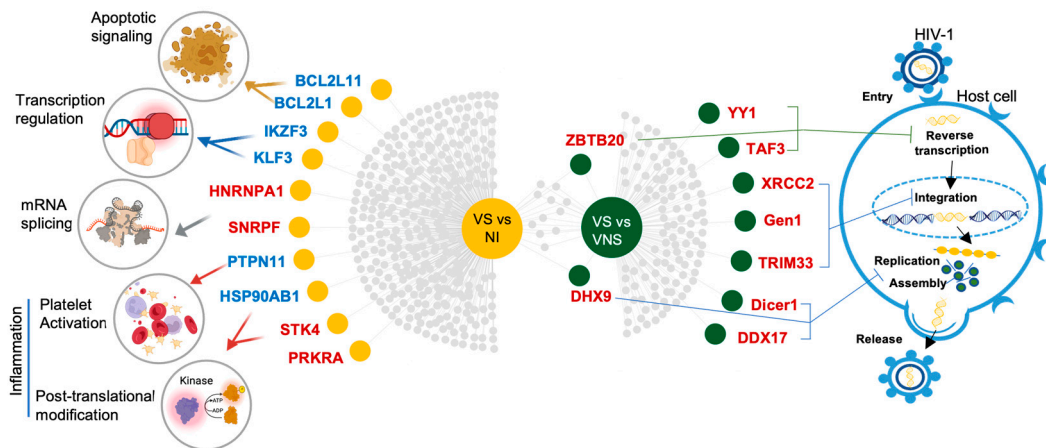 Apoptotic
signaling
Transcription
regulation
mRNA
splicing
Platelet
Activation
Inflammation
Post-translational
modification
Kinase
ATP
ADP
BCL2L11
BCL2L1
IKZF3
KLF3
HNRNPA1
SNRPF
PTPN11
HSP90AB1
STK4
PRKRA
VS vs
NI
VS vs
VNS
ZBTB20
DHX9
YY1
TAF3
XRCC2
Gen1
TRIM33
Dicer1
DDX17
HIV-1
Entry
Host cell
Reverse
transcription
Integration
Replication
Assembly
Release